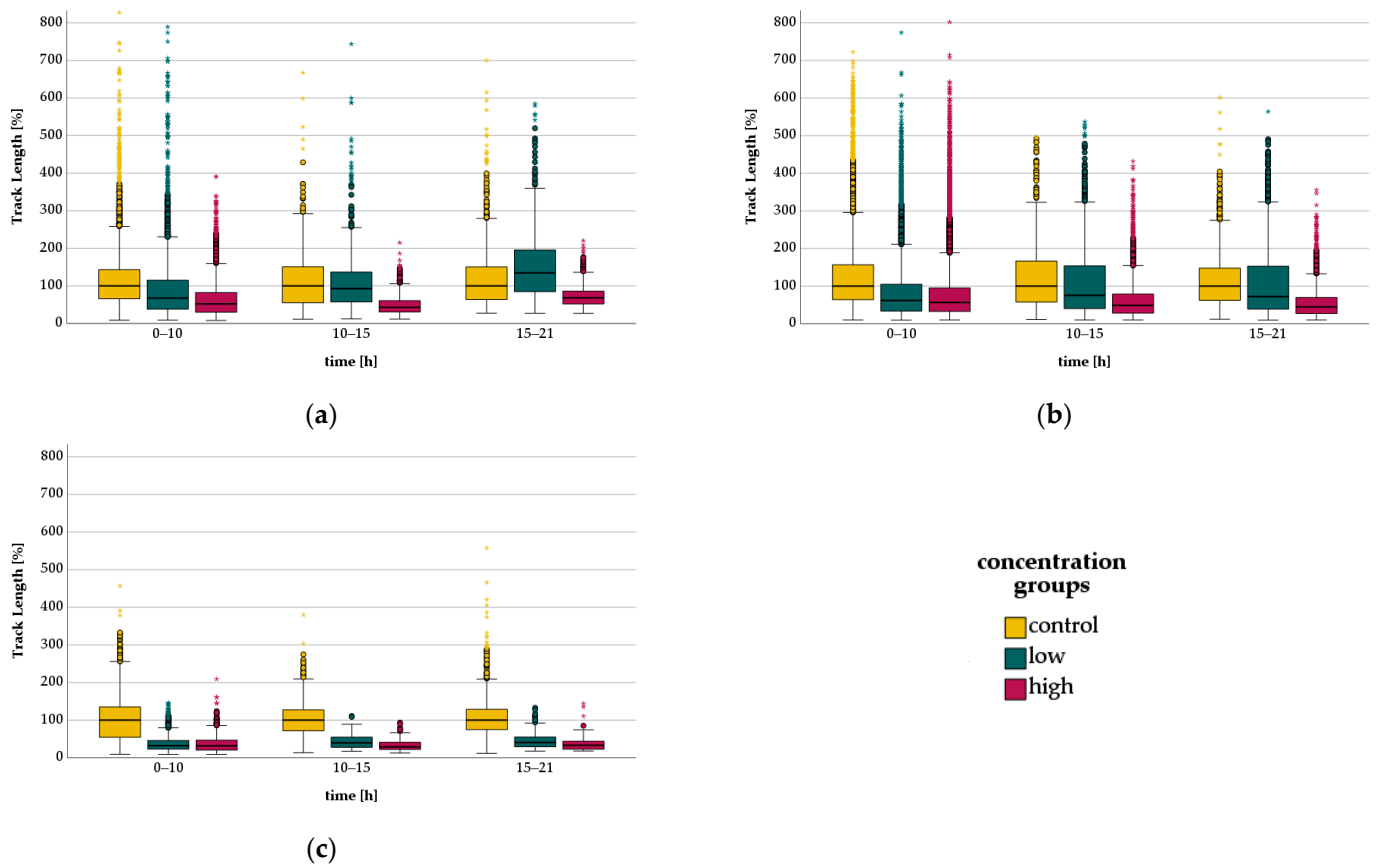 800
700
600
500
400
300
200
100
0
Track Length [%]
0–10
10–15
15–21
time [h]
(a)
800
700
600
500
400
300
200
100
0
Track Length [%]
0–10
10–15
15–21
time [h]
(b)
800
700
600
500
400
300
200
100
0
Track Length [%]
0–10
10–15
15–21
time [h]
(c)
concentration
groups
control
low
high